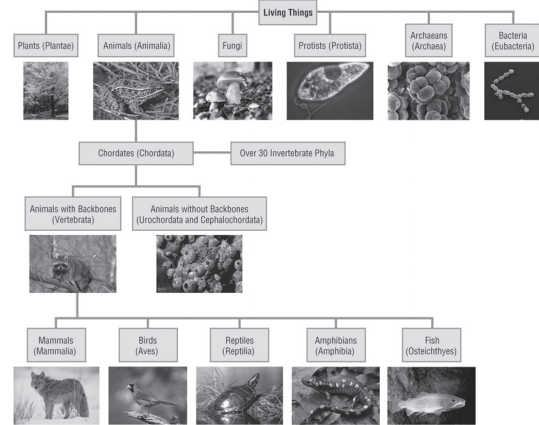 Living Things
Plants (Plantae)
Animals (Animalia)
Fungi
Protists (Protista)
Archaeans
(Archaea)
Bacteria
(Eubacteria)
Chordates (Chordata)
Over 30 Invertebrate Phyla
Animals with Backbones
(Vertebrata)
Animals without Backbones
(Urochordata and Cephalochordata)
Mammals
(Mammalia)
Birds
(Aves)
Reptiles
(Reptilia)
Amphibians
(Amphibia)
Fish
(Osteichthyes)